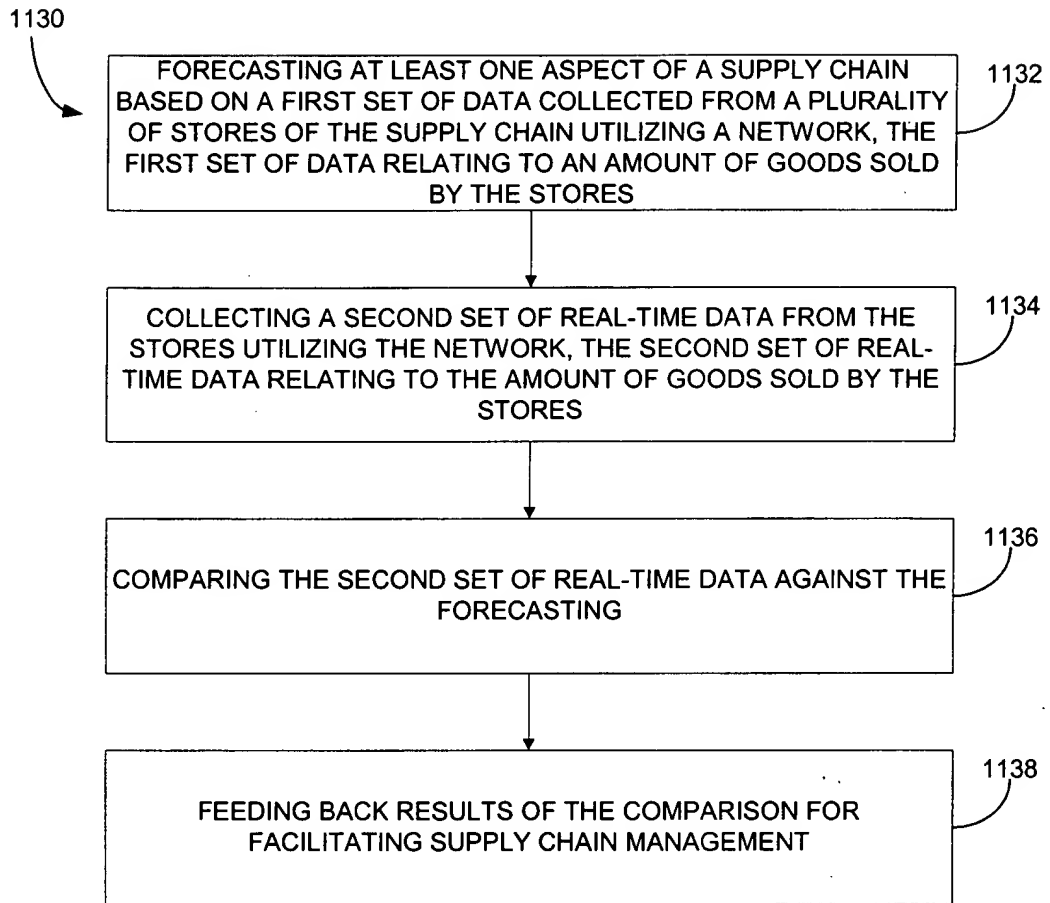 1130
FORECASTING AT LEAST ONE ASPECT OF A SUPPLY CHAIN
BASED ON A FIRST SET OF DATA COLLECTED FROM A PLURALITY
OF STORES OF THE SUPPLY CHAIN UTILIZING A NETWORK, THE
FIRST SET OF DATA RELATING TO AN AMOUNT OF GOODS SOLD
BY THE STORES
1132
COLLECTING A SECOND SET OF REAL-TIME DATA FROM THE
STORES UTILIZING THE NETWORK, THE SECOND SET OF REAL-
TIME DATA RELATING TO THE AMOUNT OF GOODS SOLD BY THE
STORES
1134
COMPARING THE SECOND SET OF REAL-TIME DATA AGAINST THE
FORECASTING
1136
FEEDING BACK RESULTS OF THE COMPARISON FOR
FACILITATING SUPPLY CHAIN MANAGEMENT
1138